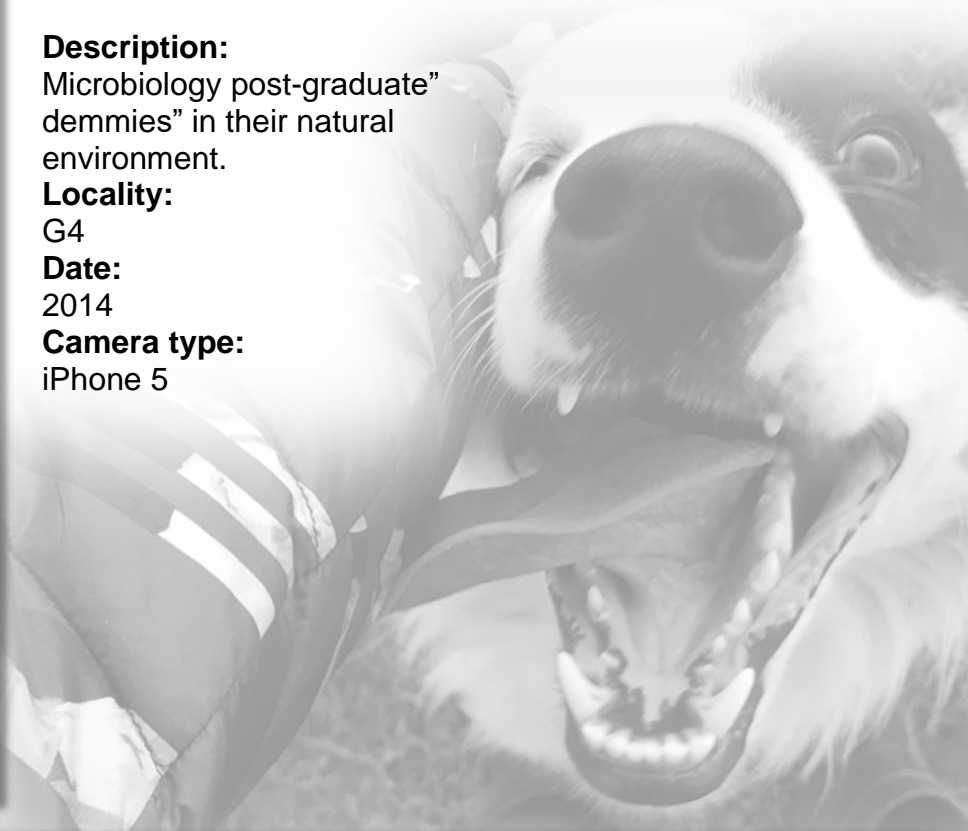 Description:
Microbiology post-graduate”
demmies” in their natural
environment.
Locality:
G4
Date:
2014
Camera type:
iPhone 5